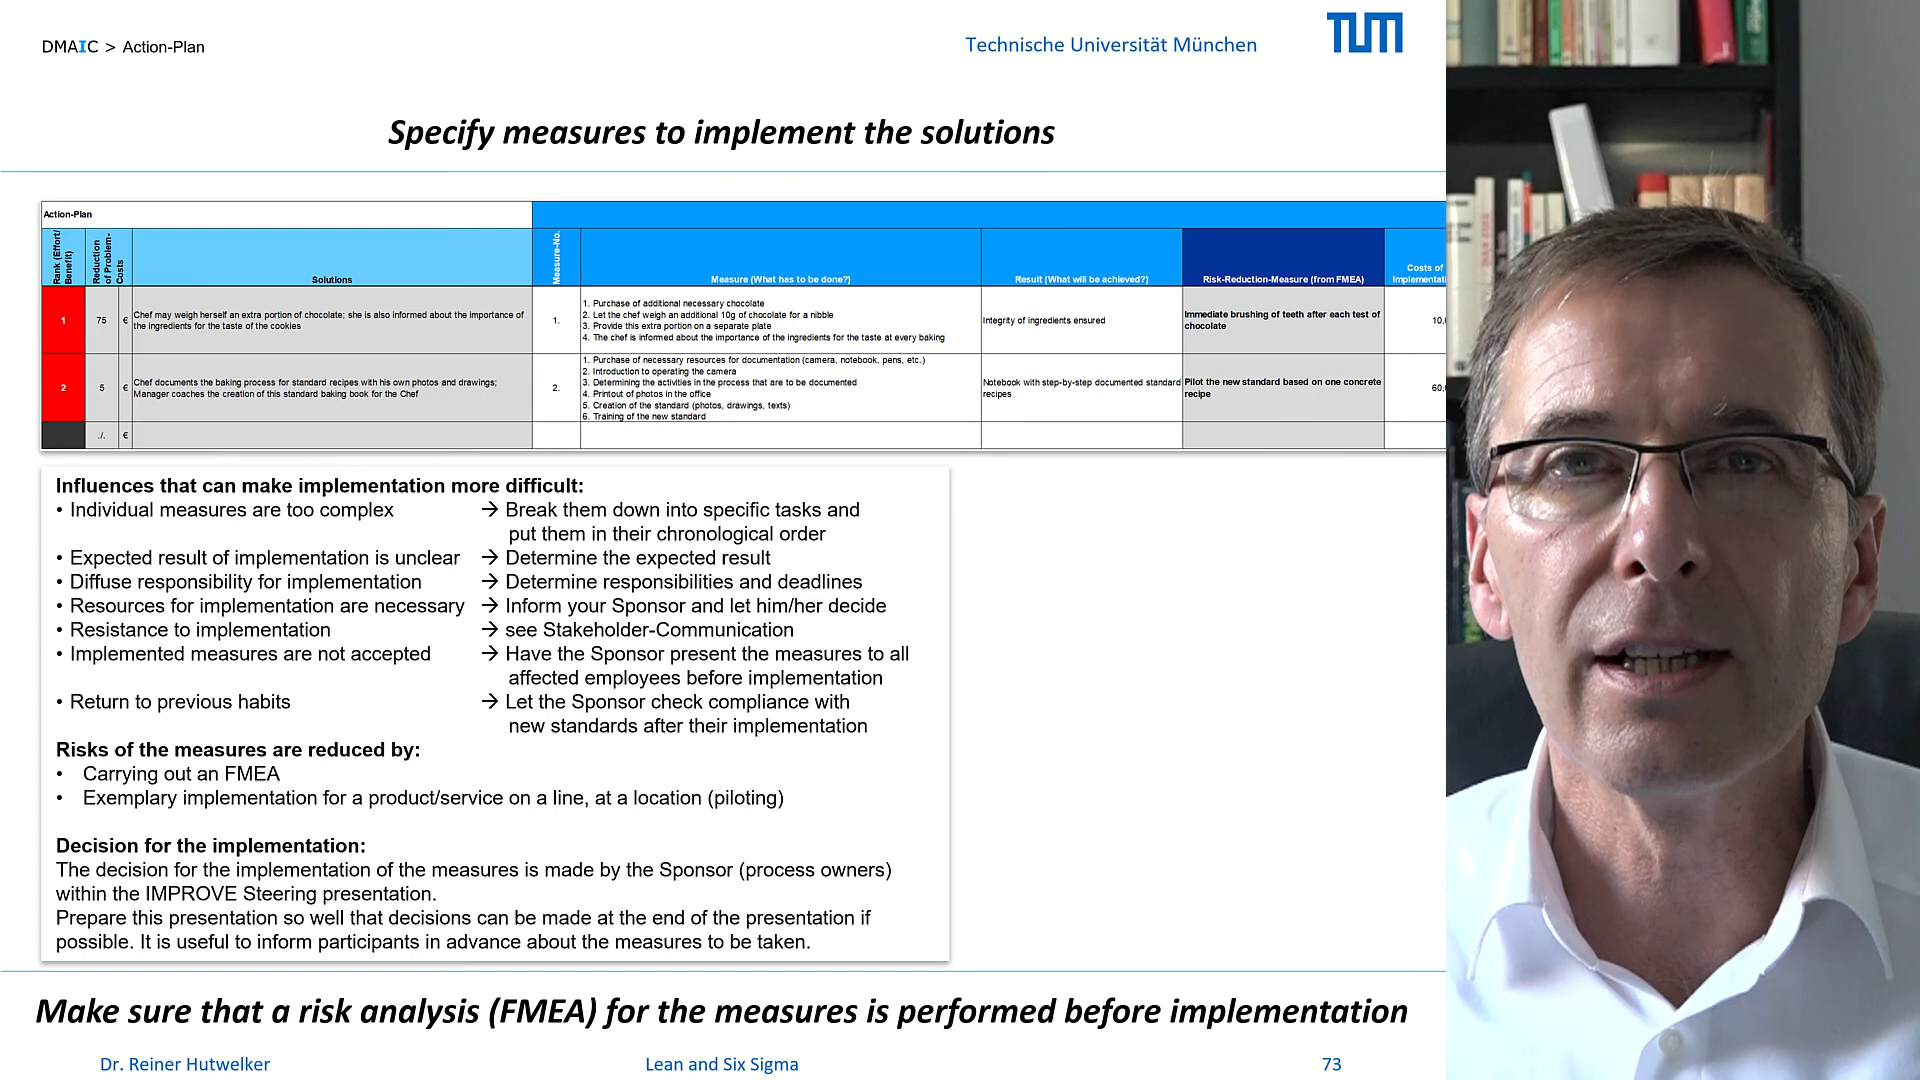 DMAIC > Action-Plan
Technische Universität München
TUM
Specify measures to implement the solutions
Action-Plan
Rank (Effort/
Benefit)
Reduction
of Problem-
Costs
Solutions
Measure-No.
Measure (What has to be done?)
Result (What will be achieved?)
Risk-Reduction-Measure (from FMEA)
Costs of
1
75
€
Chef may weigh herself an extra portion of chocolate; she is also informed about the importance of
the ingredients for the taste of the cookies
1.
1. Purchase of additional necessary chocolate
2. Let the chef weigh an additional 10g of chocolate for a nibble
3. Provide this extra portion on a separate plate
4. The chef is informed about the importance of the ingredients for the taste at every baking
Integrity of ingredients ensured
Immediate brushing of teeth after each test of
chocolate
2
5
€
Chef documents the baking process for standard recipes with his own photos and drawings;
Manager coaches the creation of this standard baking book for the Chef
2.
1. Purchase of necessary resources for documentation (camera, notebook, pens, etc.)
2. Introduction to operating the camera
3. Determining the activities in the process that are to be documented
4. Printout of photos in the office
5. Creation of the standard (photos, drawings, texts)
6. Training of the new standard
Notebook with step-by-step documented standard
recipes
Pilot the new standard based on one concrete
recipe
./.
€
Influences that can make implementation more difficult:
• Individual measures are too complex → Break them down into specific tasks and
put them in their chronological order
• Expected result of implementation is unclear → Determine the expected result
• Diffuse responsibility for implementation → Determine responsibilities and deadlines
• Resources for implementation are necessary → Inform your Sponsor and let him/her decide
• Resistance to implementation → see Stakeholder-Communication
• Implemented measures are not accepted → Have the Sponsor present the measures to all
affected employees before implementation
• Return to previous habits → Let the Sponsor check compliance with
new standards after their implementation
Risks of the measures are reduced by:
• Carrying out an FMEA
• Exemplary implementation for a product/service on a line, at a location (piloting)
Decision for the implementation:
The decision for the implementation of the measures is made by the Sponsor (process owners)
within the IMPROVE Steering presentation.
Prepare this presentation so well that decisions can be made at the end of the presentation if
possible. It is useful to inform participants in advance about the measures to be taken.
Make sure that a risk analysis (FMEA) for the measures is performed before implementation
Dr. Reiner Hutwelker
Lean and Six Sigma
73